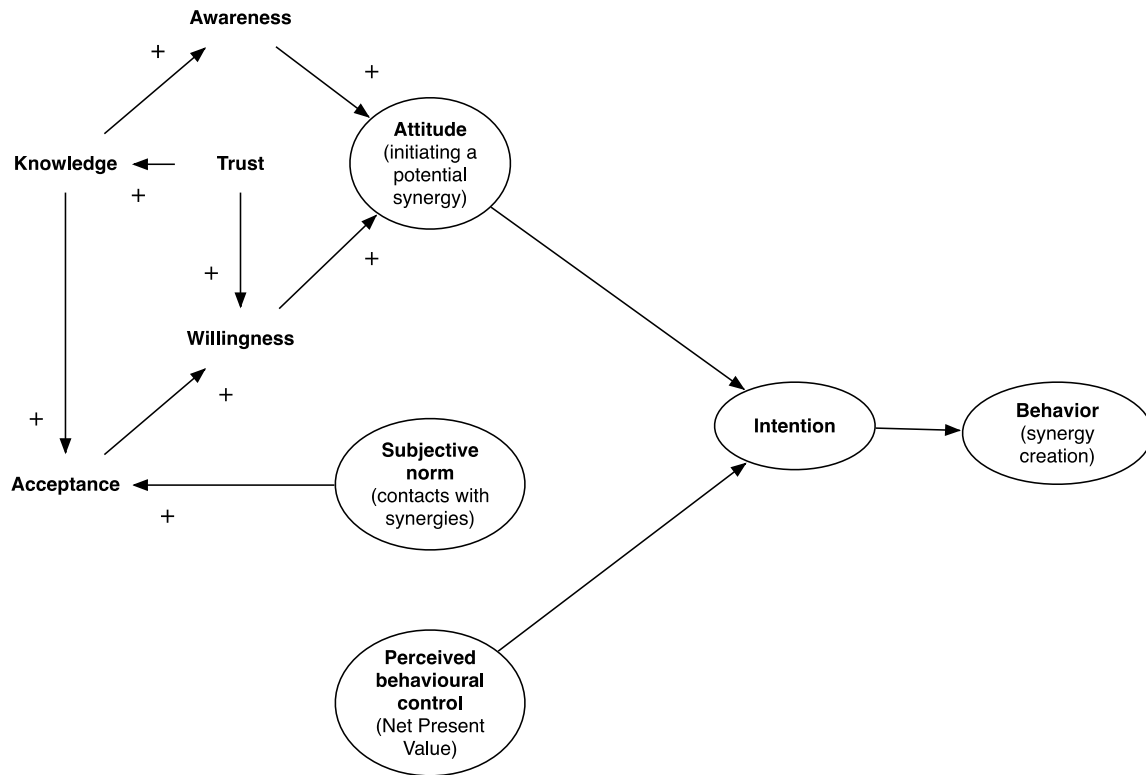 Awareness
+
+
Attitude
(initiating a
potential
synergy)
Knowledge
Trust
+
+
+
Willingness
+
+
Subjective
norm
(contacts with
synergies)
Acceptance
+
Intention
Behavior
(synergy
creation)
Perceived
behavioural
control
(Net Present
Value)